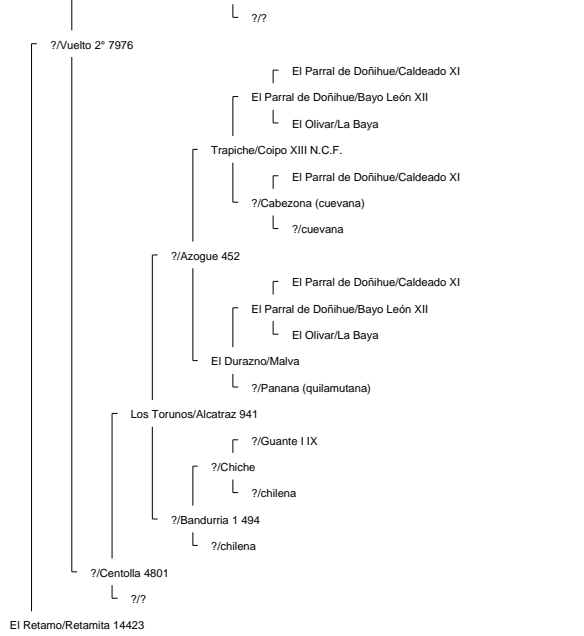 ?/?
?/Vuelto 2° 7976
El Parral de Doñihue/Caldeado XI
El Parral de Doñihue/Bayo León XII
El Olivar/La Baya
Trapiche/Coipo XIII N.C.F.
El Parral de Doñihue/Caldeado XI
?/Cabezona (cuevana)
?/cuevana
?/Azogue 452
El Parral de Doñihue/Caldeado XI
El Parral de Doñihue/Bayo León XII
El Olivar/La Baya
El Durazno/Malva
?/Panana (quilamutana)
Los Torunos/Alcatraz 941
?/Guante I IX
?/Chiche
?/chilena
?/Bandurria 1 494
?/chilena
?/Centolla 4801
?/?
El Retamo/Retamita 14423